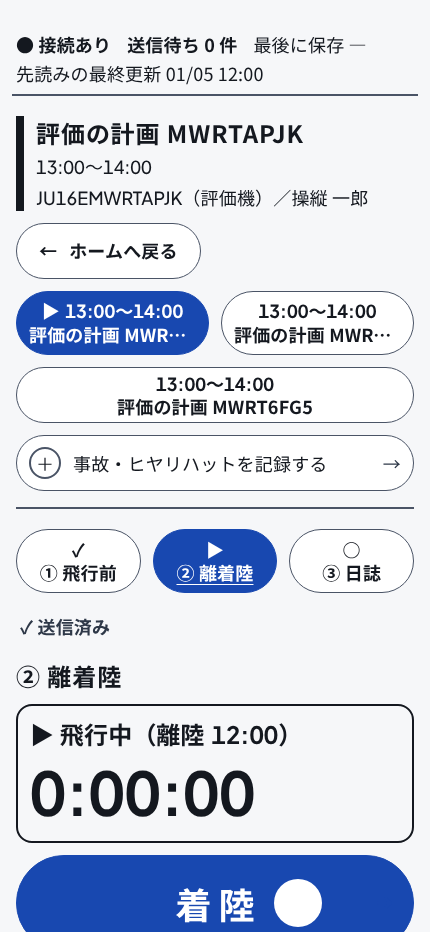 ● 接続あり 送信待ち 0 件 最後に保存 —
先読みの最終更新 01/05 12:00
評価の計画 MWRTAPJK
13:00〜14:00
JU16EMWRTAPJK（評価機）／操縦 一郎
← ホームへ戻る
▶ 13:00〜14:00
評価の計画 MWR…
13:00〜14:00
評価の計画 MWR…
13:00〜14:00
評価の計画 MWRT6FG5
事故・ヒヤリハットを記録する →
✓
① 飛行前
▶
② 離着陸
○
③ 日誌
✓ 送信済み
② 離着陸
▶ 飛行中（離陸 12:00）
0:00:00
着陸